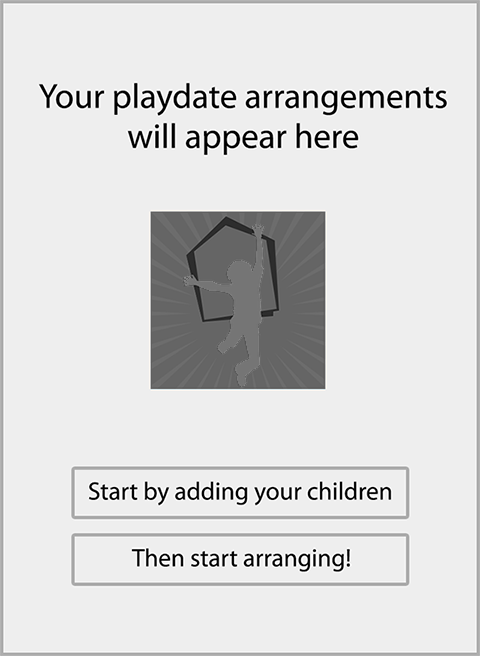 Your playdate arrangements
will appear here
Start by adding your children
Then start arranging!